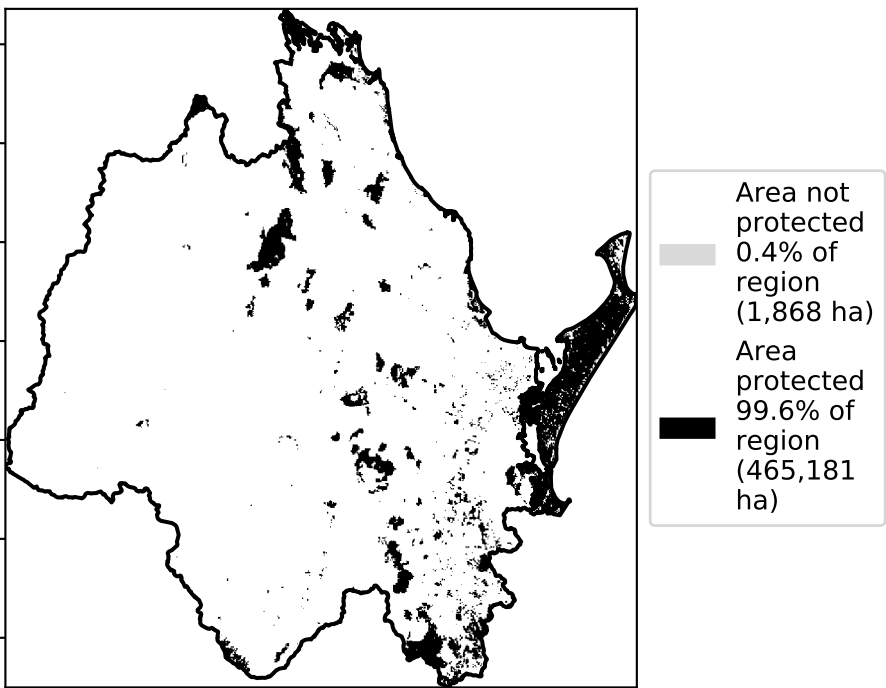 Area not
protected
0.4% of
region
(1,868 ha)
Area
protected
99.6% of
region
(465,181
ha)